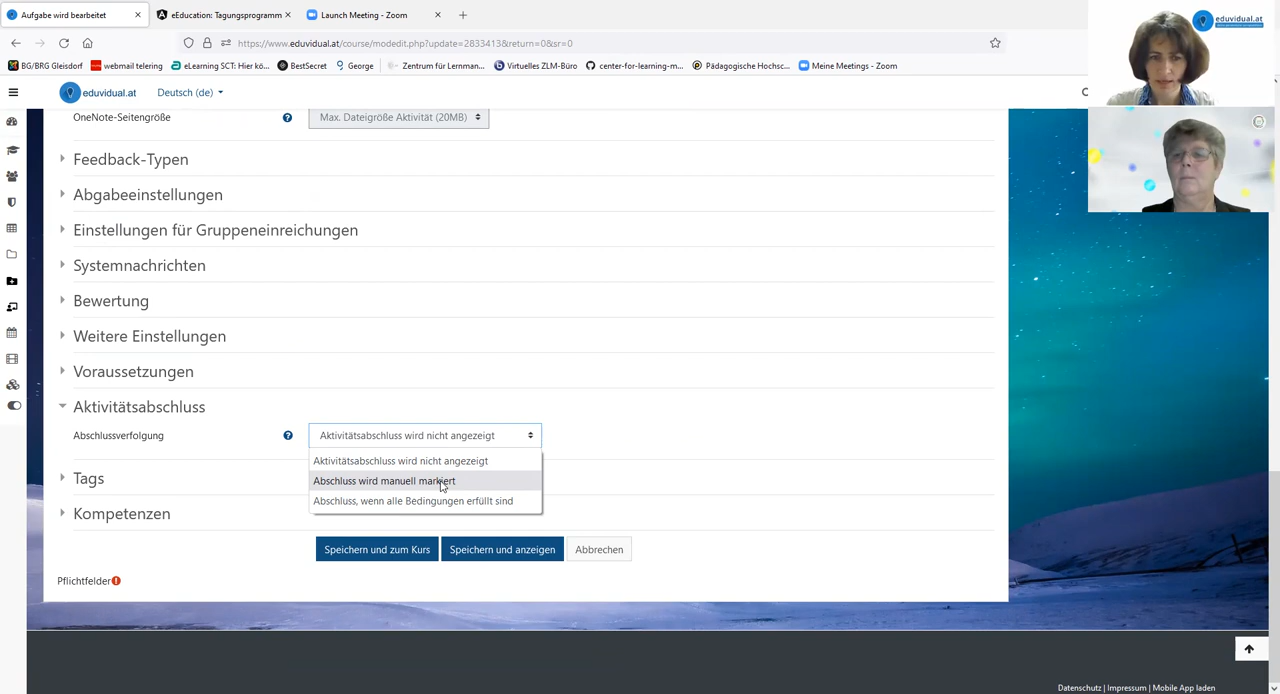 Aufgabe wird bearbeitet
eEducation: Tagungsprogramm
Launch Meeting - Zoom
https://www.eduvidual.at/course/modedit.php?update=2833413&return=0&sr=0
BG/BRG Gleisdorf
webmail telering
eLearning SCT: Hier kö...
BestSecret
George
Zentrum für Lernman...
Virtuelles ZLM-Büro
center-for-learning-m...
Pädagogische Hochsc...
Meine Meetings - Zoom
eduvidual.at
eduvidual.at
Deutsch (de)
OneNote-Seitengröße
Max. Dateigröße Aktivität (20MB)
Feedback-Typen
Abgabeeinstellungen
Einstellungen für Gruppeneinreichungen
Systemnachrichten
Bewertung
Weitere Einstellungen
Voraussetzungen
Aktivitätsabschluss
Abschlussverfolgung
Aktivitätsabschluss wird nicht angezeigt
Aktivitätsabschluss wird nicht angezeigt
Abschluss wird manuell markiert
Abschluss, wenn alle Bedingungen erfüllt sind
Tags
Kompetenzen
Speichern und zum Kurs
Speichern und anzeigen
Abbrechen
Pflichtfelder
Datenschutz | Impressum | Mobile App laden